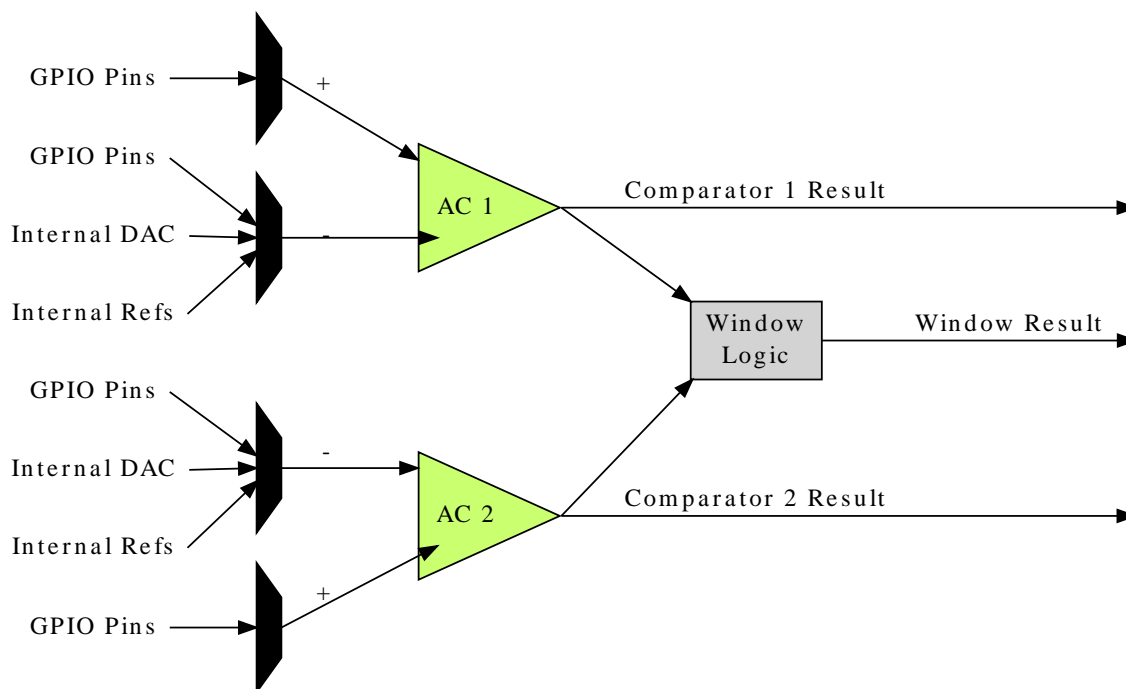 GPIO Pins
+
GPIO Pins
Comparator 1 Result
AC 1
Internal DAC
-
Internal Refs
Window
Logic
Window Result
GPIO Pins
-
Internal DAC
Comparator 2 Result
AC 2
Internal Refs
+
GPIO Pins